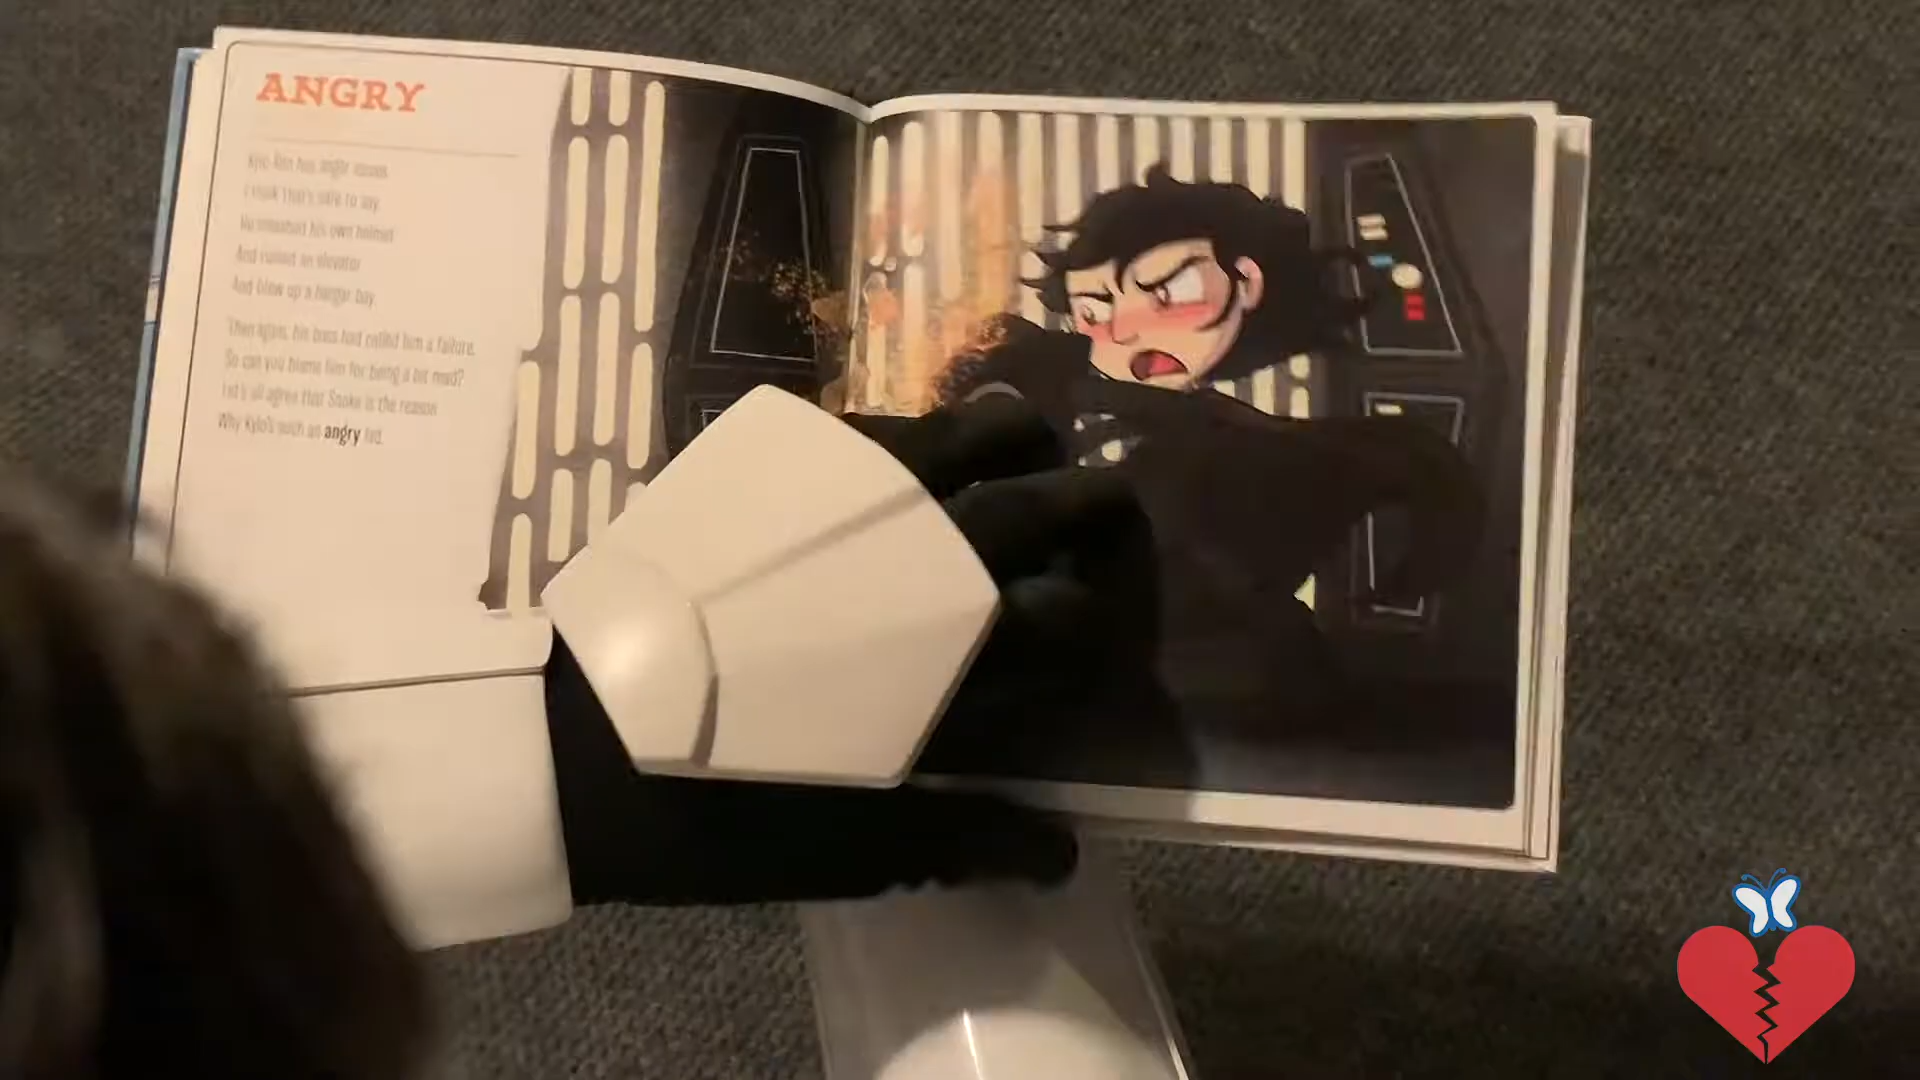 ANGRY
Kylo Ren has anger issues.
I think that's safe to say.
He smashed his own helmet
And ruined an elevator
And blew up a hangar bay.
Then again, his boss had called him a failure,
So can you blame him for being a bit mad?
Let's all agree that Snoke is the reason
Why Kylo's such an angry lad.